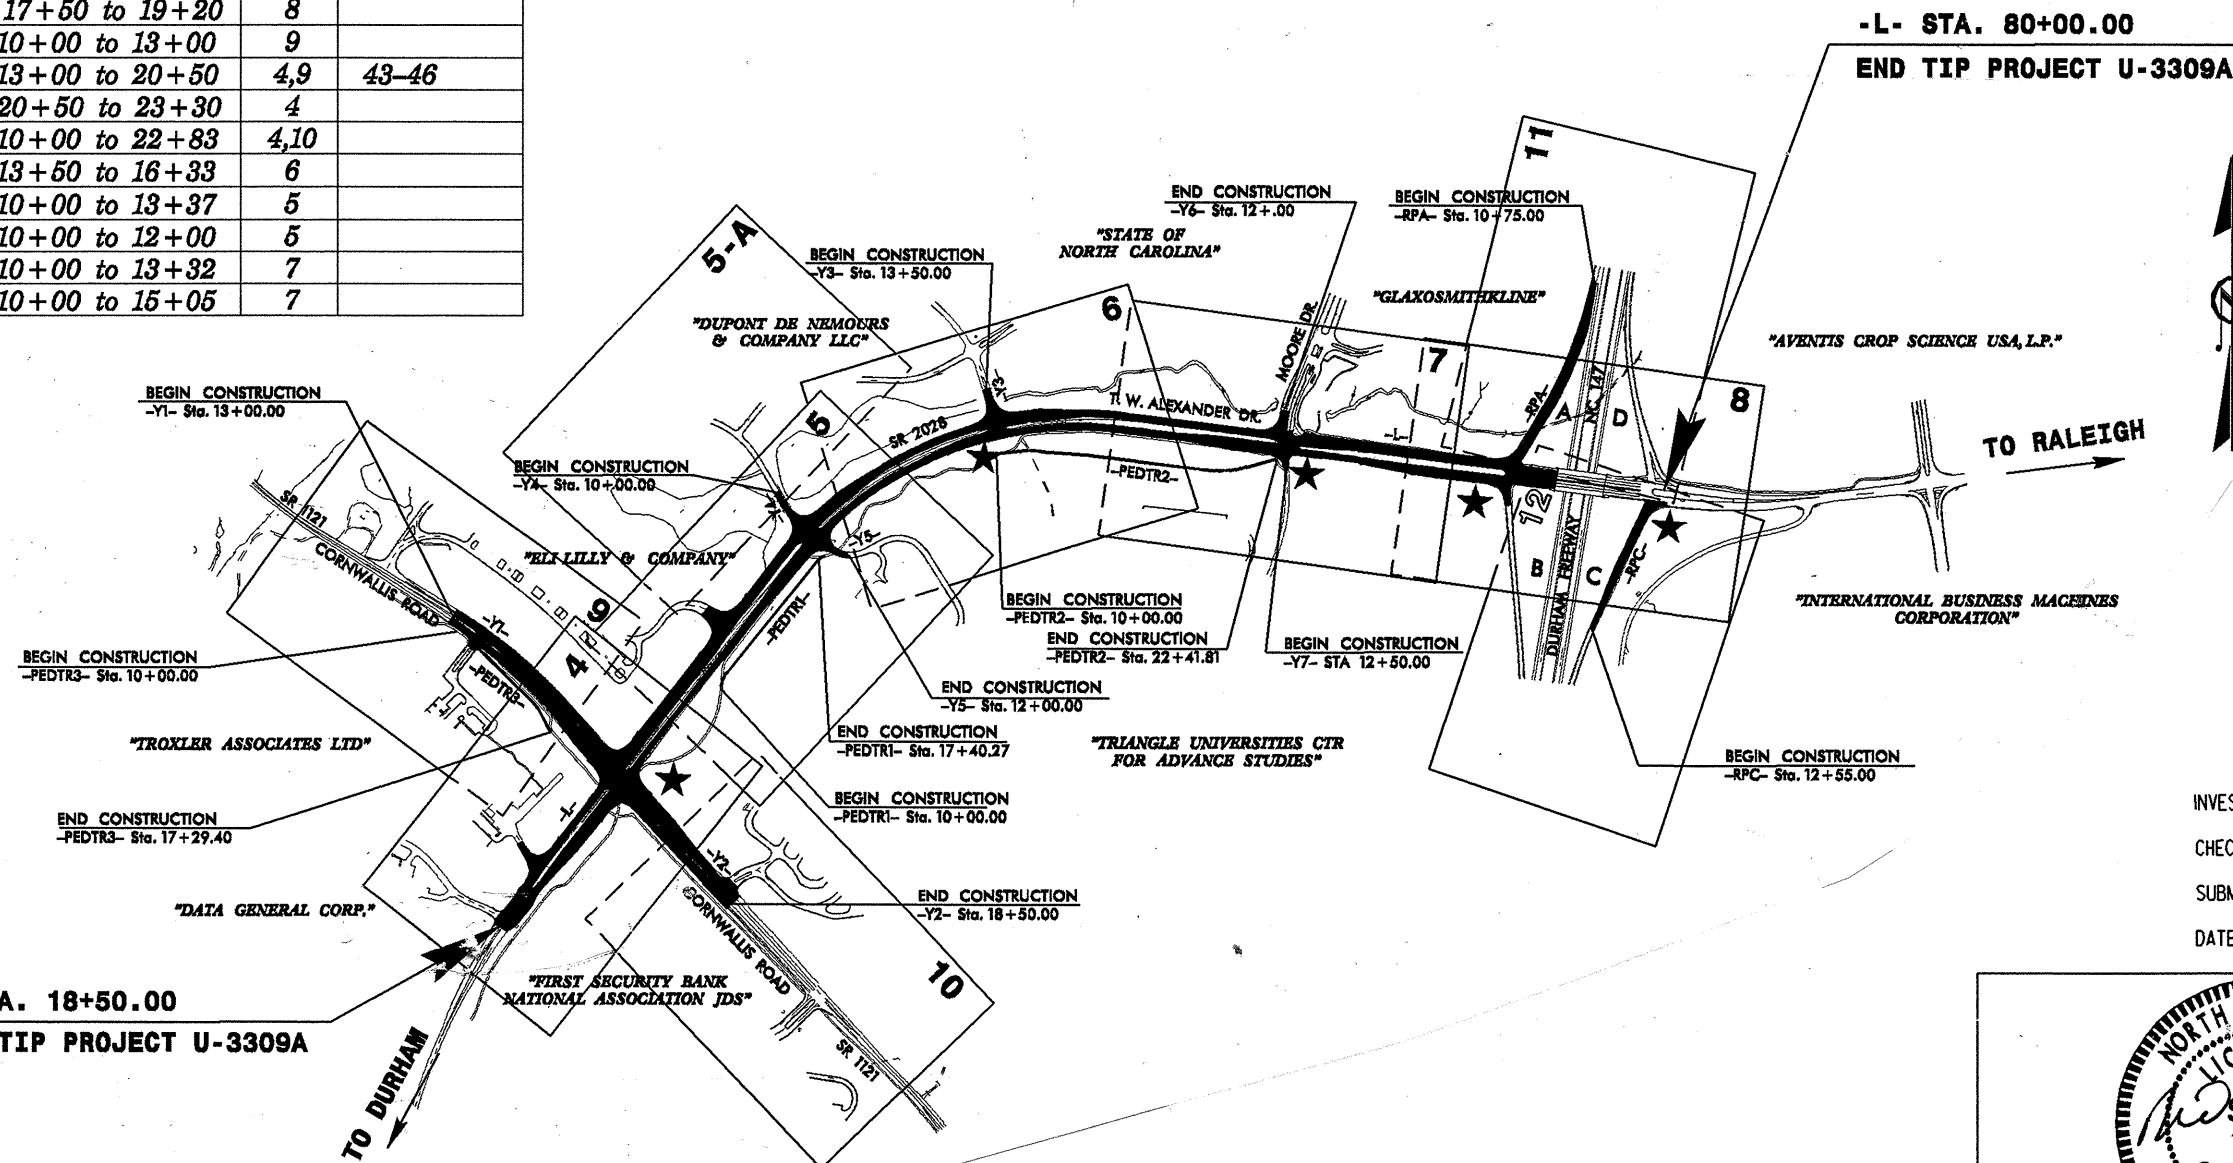 17+50 to 19+20 8
10+00 to 13+00 9
13+00 to 20+50 4,9 43-46
20+50 to 23+30 4
10+00 to 22+83 4,10
13+50 to 16+33 6
10+00 to 13+37 5
10+00 to 12+00 5
10+00 to 13+32 7
10+00 to 15+05 7
-L- STA. 80+00.00
END TIP PROJECT U-3309A
11
END CONSTRUCTION
-Y6- Sta. 12+.00
BEGIN CONSTRUCTION
-RPA- Sta. 10+75.00
"STATE OF
NORTH CAROLINA"
5-A
BEGIN CONSTRUCTION
-Y3- Sta. 13+50.00
"GLAXOSMITHKLINE"
6
"DUPONT DE NEMOURS
& COMPANY LLC"
MOORE DR.
7
"AVENTIS CROP SCIENCE USA, L.P."
BEGIN CONSTRUCTION
-Y1- Sta. 13+00.00
-Y3-
T. W. ALEXANDER DR.
-RPA-
NC 147
A
D
8
5
SR 2028
-L-
TO RALEIGH
BEGIN CONSTRUCTION
-Y4- Sta. 10+00.00
-PEDTR2-
-Y4-
12
SR 1121
CORNWALLIS ROAD
"ELI LILLY & COMPANY"
-Y5-
B
DURHAM FREEWAY
C
-RPC-
9
-Y1-
-PEDTR1-
BEGIN CONSTRUCTION
-PEDTR2- Sta. 10+00.00
"INTERNATIONAL BUSINESS MACHINES
CORPORATION"
END CONSTRUCTION
-PEDTR2- Sta. 22+41.81
BEGIN CONSTRUCTION
-Y7- STA 12+50.00
BEGIN CONSTRUCTION
-PEDTR3- Sta. 10+00.00
4
-PEDTR3-
END CONSTRUCTION
-Y5- Sta. 12+00.00
"TROXLER ASSOCIATES LTD"
END CONSTRUCTION
-PEDTR1- Sta. 17+40.27
"TRIANGLE UNIVERSITIES CTR
FOR ADVANCE STUDIES"
BEGIN CONSTRUCTION
-RPC- Sta. 12+55.00
BEGIN CONSTRUCTION
-PEDTR1- Sta. 10+00.00
END CONSTRUCTION
-PEDTR3- Sta. 17+29.40
-L-
-Y2-
INVES
CHEC
SUBM
DATE
END CONSTRUCTION
-Y2- Sta. 18+50.00
"DATA GENERAL CORP."
CORNWALLIS ROAD
10
"FIRST SECURITY BANK
NATIONAL ASSOCIATION JDS"
A. 18+50.00
TIP PROJECT U-3309A
SR 1121
TO DURHAM
NORTH
LIC